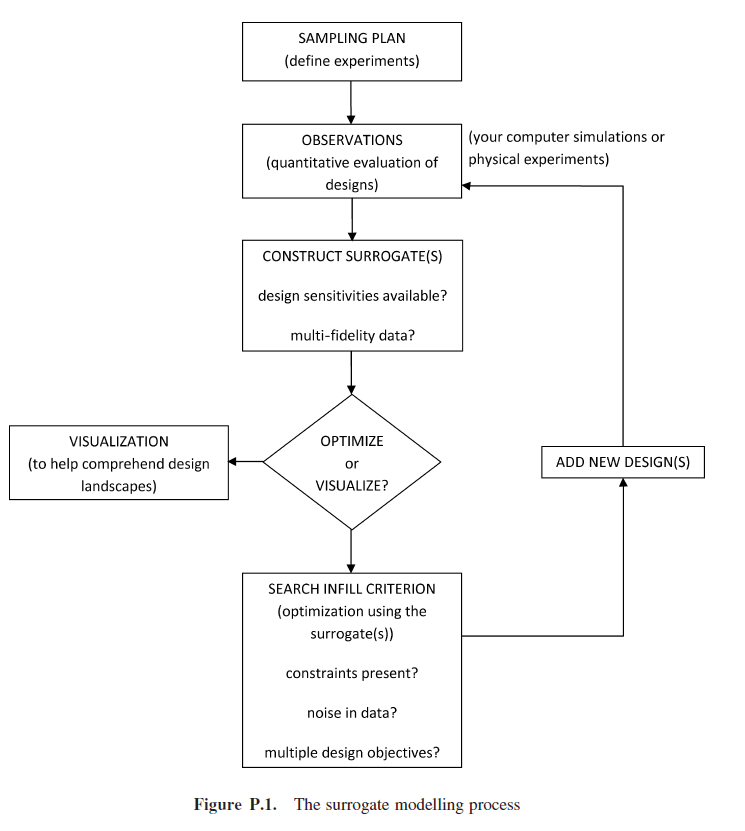 SAMPLING PLAN
(define experiments)
OBSERVATIONS
(quantitative evaluation of
designs)
(your computer simulations or
physical experiments)
CONSTRUCT SURROGATE(S)
design sensitivities available?
multi-fidelity data?
OPTIMIZE
or
VISUALIZE?
VISUALIZATION
(to help comprehend design
landscapes)
ADD NEW DESIGN(S)
SEARCH INFILL CRITERION
(optimization using the
surrogate(s))
constraints present?
noise in data?
multiple design objectives?
Figure P.1. The surrogate modelling process